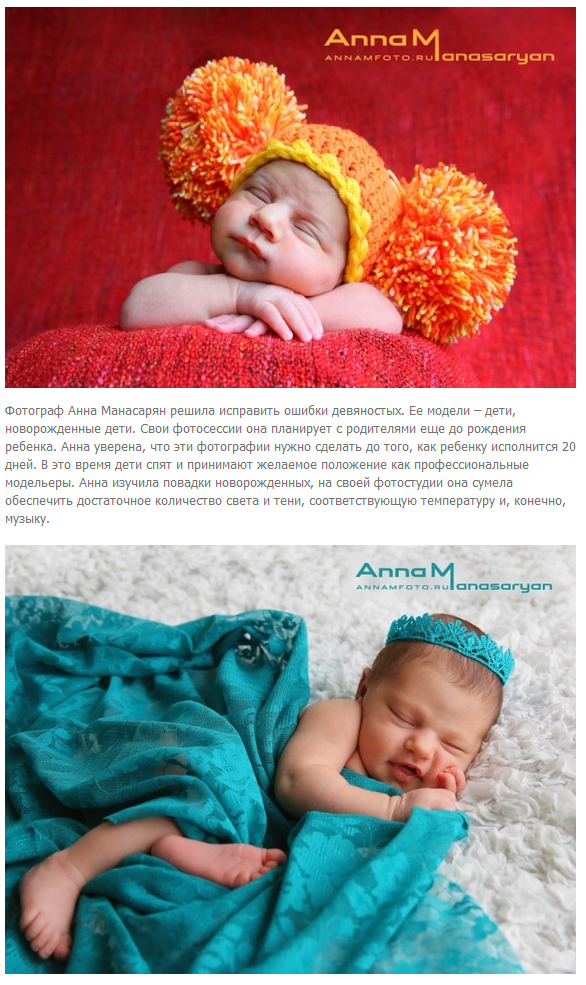 Anna Manasaryan
ANNAMFOTO.RU
Фотограф Анна Манасарян решила исправить ошибки девяностых. Ее модели – дети,
новорожденные дети. Свои фотосессии она планирует с родителями еще до рождения
ребенка. Анна уверена, что эти фотографии нужно сделать до того, как ребенку исполнится 20
дней. В это время дети спят и принимают желаемое положение как профессиональные
модельеры. Анна изучила повадки новорожденных, на своей фотостудии она сумела
обеспечить достаточное количество света и тени, соответствующую температуру и, конечно,
музыку.
Anna Manasaryan
ANNAMFOTO.RU